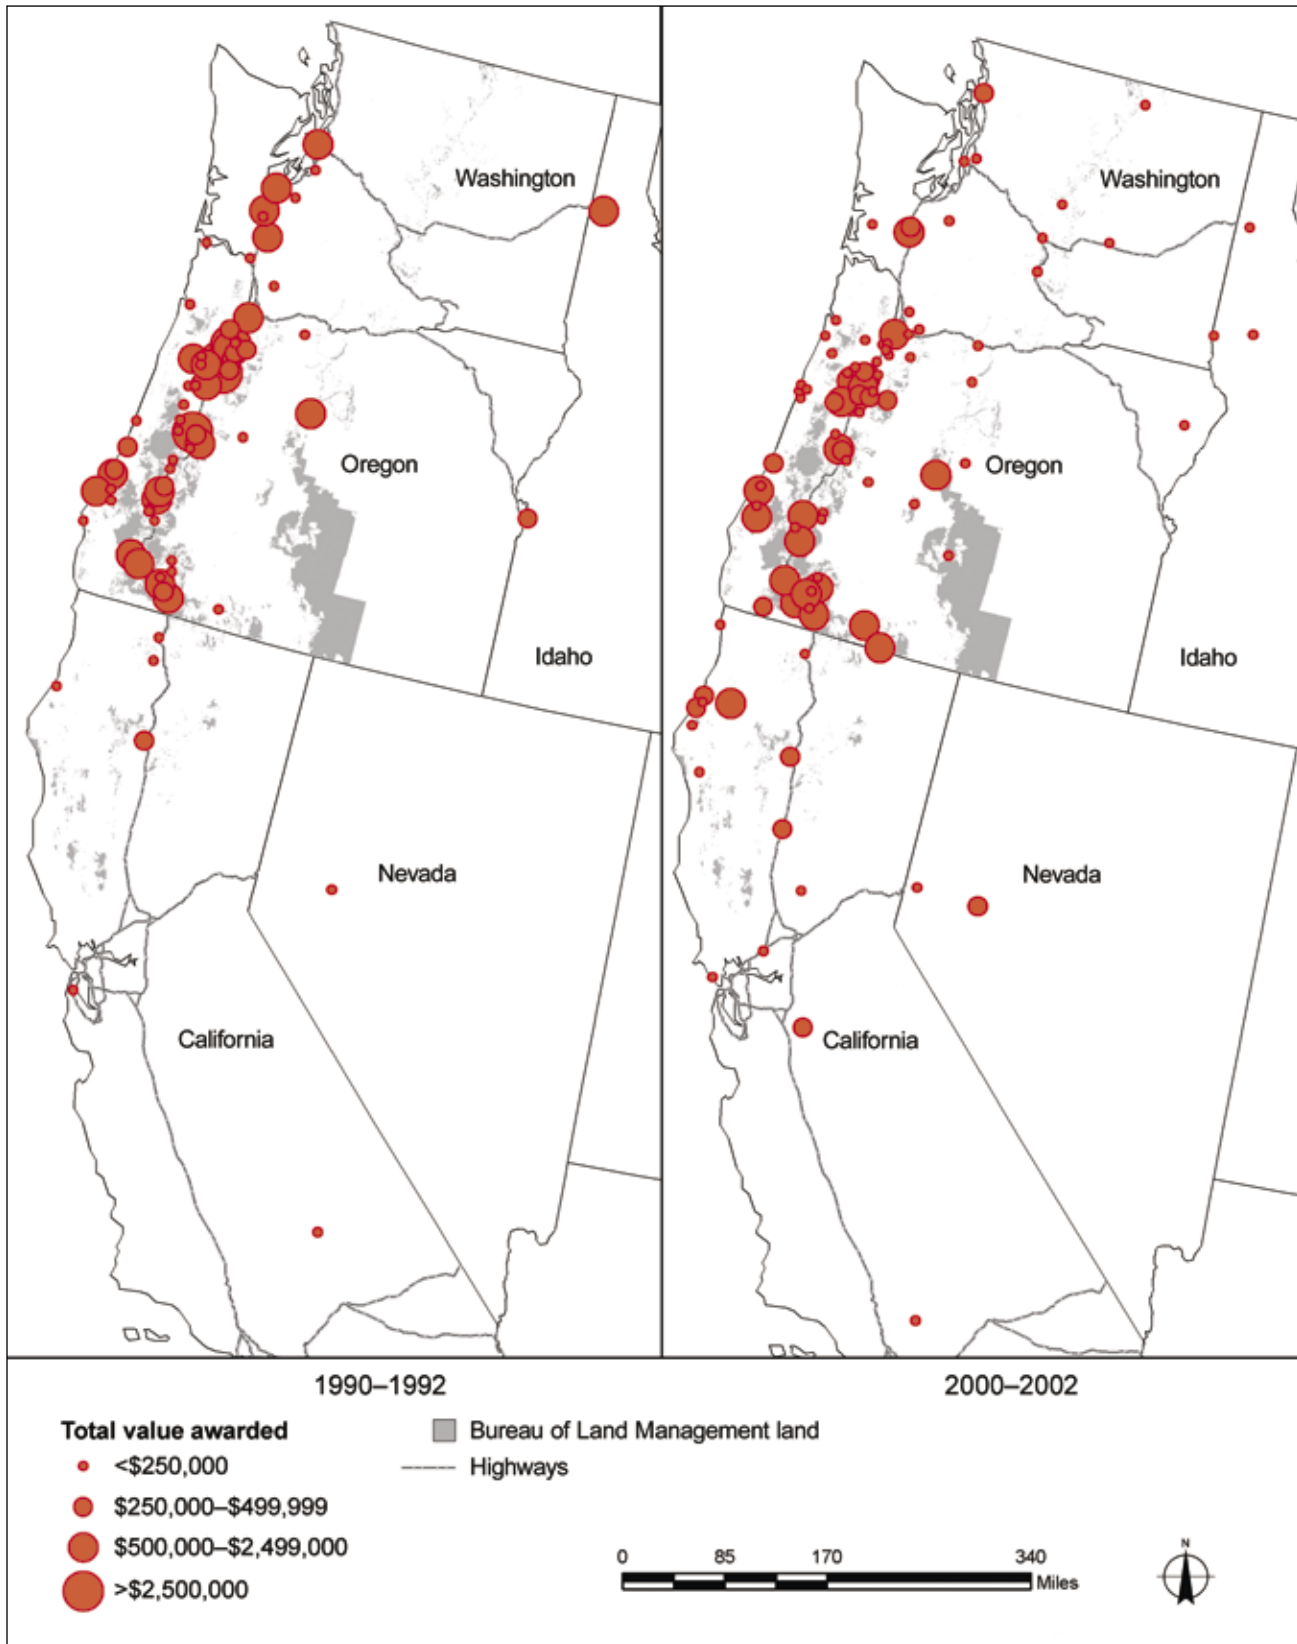 Washington
Oregon
Idaho
Nevada
California
Washington
Oregon
Idaho
Nevada
California
1990–1992
2000–2002
Total value awarded
<$250,000
$250,000–$499,999
$500,000–$2,499,000
>$2,500,000
Bureau of Land Management land
Highways
0 85 170 340
Miles
N